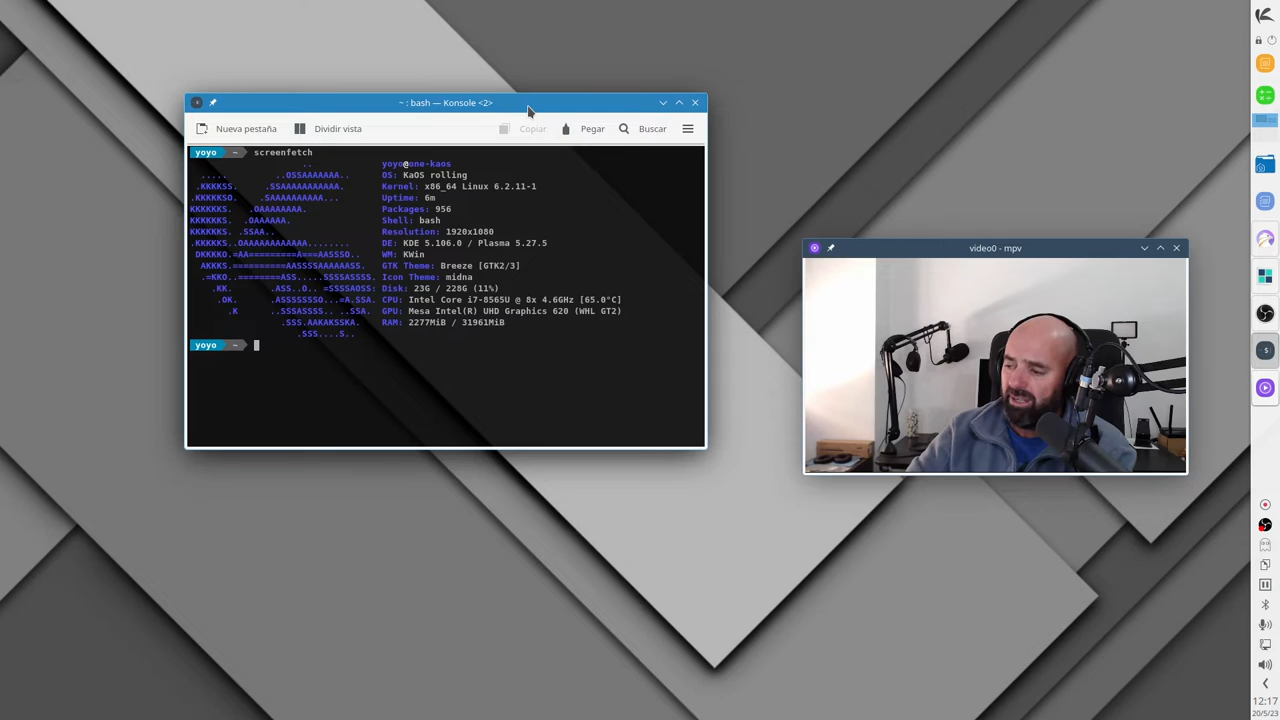 ~ : bash — Konsole <2>
Nueva pestaña
Dividir vista
Copiar
Pegar
Buscar
yoyo ~ screenfetch
yoyo@one-kaos
OS: KaOS rolling
Kernel: x86_64 Linux 6.2.11-1
Uptime: 6m
Packages: 956
Shell: bash
Resolution: 1920x1080
DE: KDE 5.106.0 / Plasma 5.27.5
WM: KWin
GTK Theme: Breeze [GTK2/3]
Icon Theme: midna
Disk: 23G / 228G (11%)
CPU: Intel Core i7-8565U @ 8x 4.6GHz [65.0°C]
GPU: Mesa Intel(R) UHD Graphics 620 (WHL GT2)
RAM: 2277MiB / 31961MiB
yoyo ~
video0 - mpv
12:17
20/5/23